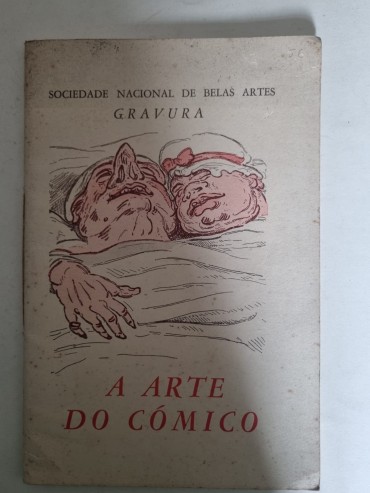 SOCIEDADE NACIONAL DE BELAS ARTES
GRAVURA
A ARTE
DO CÓMICO